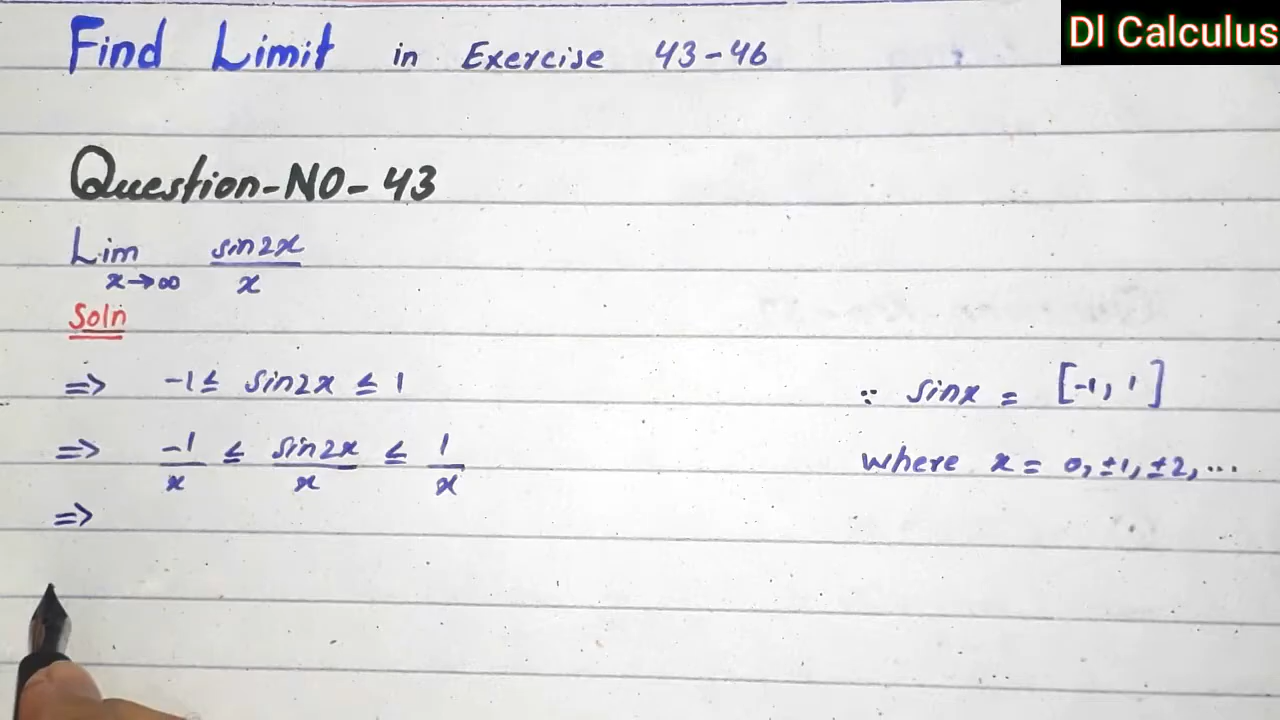 Find Limit in Exercise 43-46
DI Calculus
Question-NO-43
Lim x→∞ sin2x/x
Soln
=> -1 ≤ sin2x ≤ 1
∵ sinx = [-1, 1]
=> -1/x ≤ sin2x/x ≤ 1/x
where x = 0, ±1, ±2, ...
=>